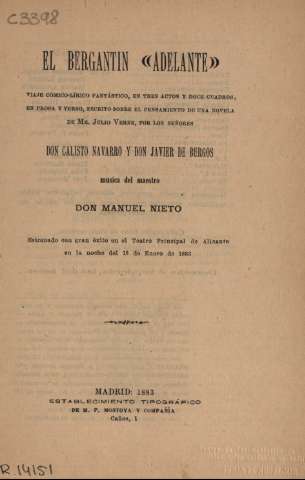 C3398
EL BERGANTIN «ADELANTE»
VIAJE CÓMICO-LÍRICO FANTÁSTICO, EN TRES ACTOS Y DOCE CUADROS,
EN PROSA Y VERSO, ESCRITO SOBRE EL PENSAMIENTO DE UNA NOVELA
DE MR. JULIO VERNE, POR LOS SEÑORES
DON CALISTO NAVARRO Y DON JAVIER DE BURGOS
musica del maestro
DON MANUEL NIETO
Estrenado con gran éxito en el Teatro Principal de Alicante
en la noche del de Enero de 1883
MADRID: 1883
ESTABLECIMIENTO TIPOGRÁFICO
DE M. P. MONTOYA Y COMPAÑÍA
Caños, 1
R 14151